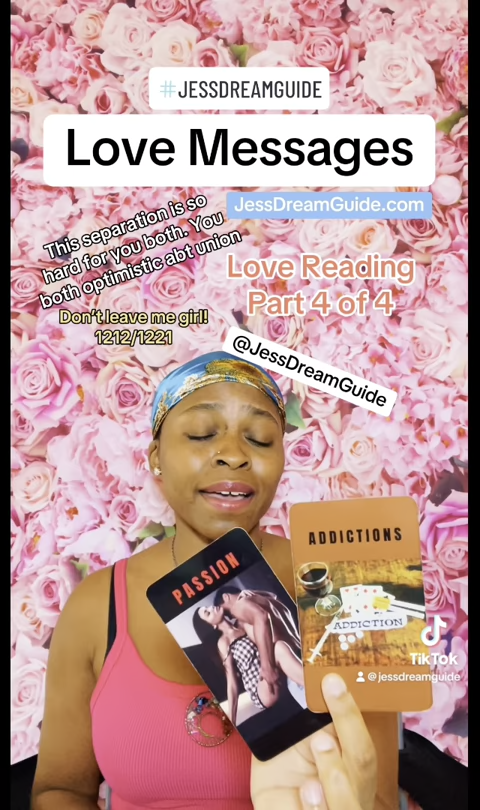 #JESSDREAMGUIDE
Love Messages
JessDreamGuide.com
This separation is so
hard for you both. You
both optimistic abt union
Love Reading
Part 4 of 4
Don't leave me girl!
1212/1221
@JessDreamGuide
PASSION
ADDICTIONS
ADDICTION
TikTok
@jessdreamguide